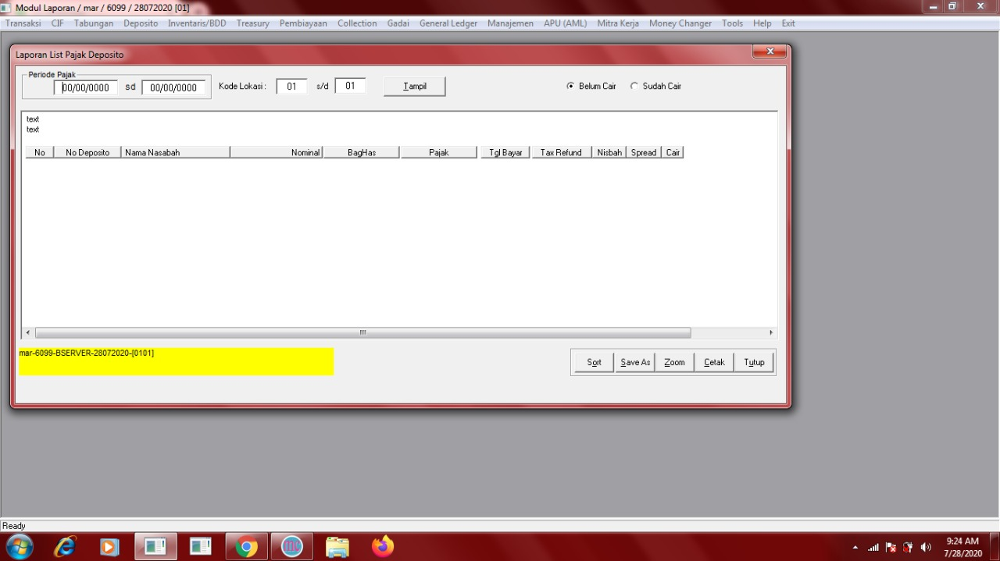 Modul Laporan / mar / 6099 / 28072020 [01]
Transaksi CIF Tabungan Deposito Inventaris/BDD Treasury Pembiayaan Collection Gadai General Ledger Manajemen APU (AML) Mitra Kerja Money Changer Tools Help Exit
Laporan List Pajak Deposito
Periode Pajak
00/00/0000 sd 00/00/0000 Kode Lokasi : 01 s/d 01 Tampil Belum Cair Sudah Cair
text
text
No No Deposito Nama Nasabah Nominal BagHas Pajak Tgl Bayar Tax Refund Nisbah Spread Cair
mar-6099-BSERVER-28072020-[0101]
Sort Save As Zoom Cetak Tutup
Ready
9:24 AM
7/28/2020